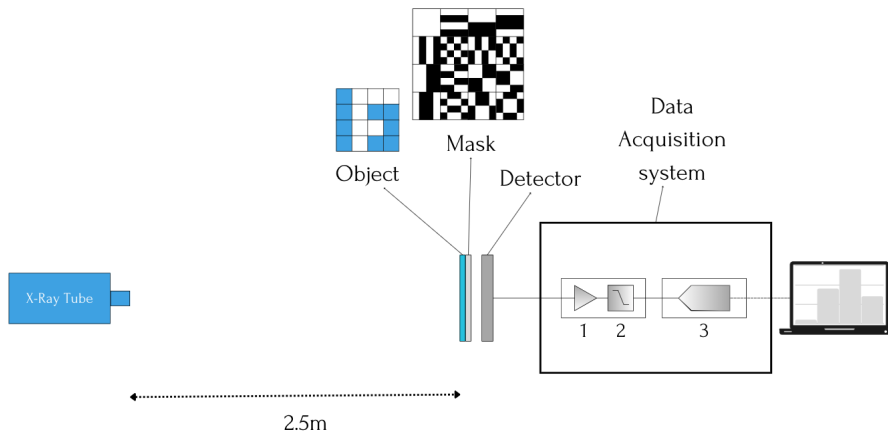 Mask
Object
Detector
Data
Acquisition
system
X-Ray Tube
1
2
3
2.5m